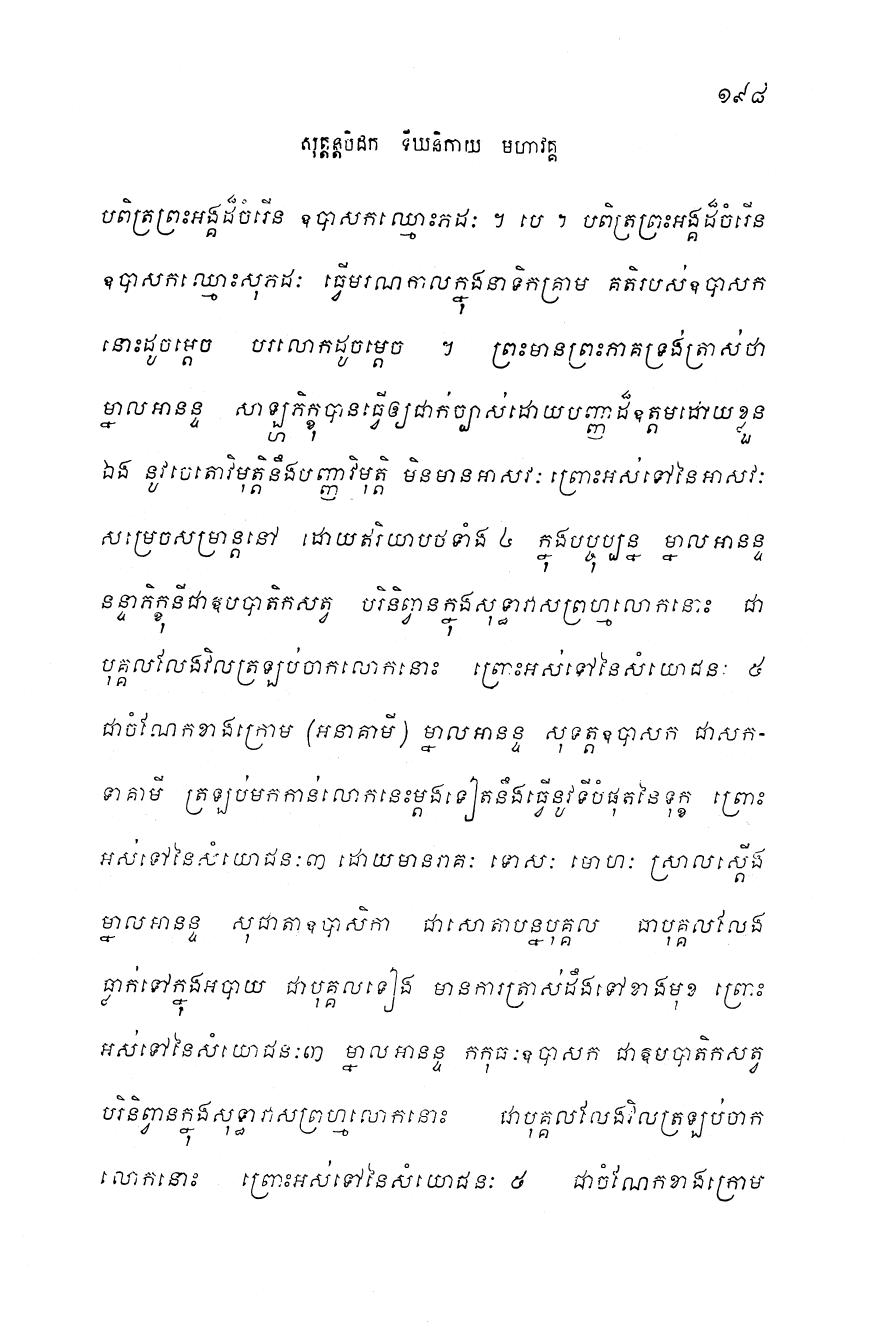 ១៩៨
សុត្តន្តបិដក ទីឃនិកាយ មហាវគ្គ
បពិត្រព្រះអង្គដ៏ចំរើន ឧបាសកឈ្មោះភដៈ ។ បេ ។ បពិត្រព្រះអង្គដ៏ចំរើន
ឧបាសកឈ្មោះសុភដៈ ធ្វើមរណកាលក្នុងនាទិកគ្រាម គតិរបស់ឧបាសក
នោះដូចម្តេច បរលោកដូចម្តេច ។ ព្រះមានព្រះភាគទ្រង់ត្រាស់ថា
ម្នាលអានន្ទ សាឡ្ហភិក្ខុបានធ្វើឲ្យជាក់ច្បាស់ដោយបញ្ញាដ៏ឧត្តមដោយខ្លួន
ឯង នូវចេតោវិមុត្តិនឹងបញ្ញាវិមុត្តិ មិនមានអាសវៈ ព្រោះអស់ទៅនៃអាសវៈ
សម្រេចសម្រាន្តនៅ ដោយឥរិយាបថទាំង ៤ ក្នុងបប្ចុប្បន្ន ម្នាលអានន្ទ
នន្ទាភិក្ខុនីជាឱបបាតិកសត្វ បរិនិព្វានក្នុងសុទ្ធាវាសព្រហ្មលោកនោះ ជា
បុគ្គលលែងវិលត្រឡប់ចាកលោកនោះ ព្រោះអស់ទៅនៃសំយោជនៈ ៥
ជាចំណែកខាងក្រោម (អនាគាមី) ម្នាលអានន្ទ សុទត្តឧបាសក ជាសក-
ទាគាមី ត្រឡប់មកកាន់លោកនេះម្តងទៀតនឹងធ្វើនូវទីបំផុតនៃទុក្ខ ព្រោះ
អស់ទៅនៃសំយោជនៈ៣ ដោយមានរាគៈ ទោសៈ មោហៈ ស្រាលស្តើង
ម្នាលអានន្ទ សុជាតាឧបាសិកា ជាសោតាបន្នបុគ្គល ជាបុគ្គលលែង
ធ្លាក់ទៅក្នុងអបាយ ជាបុគ្គលទៀង មានការត្រាស់ដឹងទៅខាងមុខ ព្រោះ
អស់ទៅនៃសំយោជនៈ៣ ម្នាលអានន្ទ កកុធៈឧបាសក ជាឱបបាតិកសត្វ
បរិនិព្វានក្នុងសុទ្ធាវាសព្រហ្មលោកនោះ ជាបុគ្គលលែងវិលត្រឡប់ចាក
លោកនោះ ព្រោះអស់ទៅនៃសំយោជនៈ ៥ ជាចំណែកខាងក្រោម